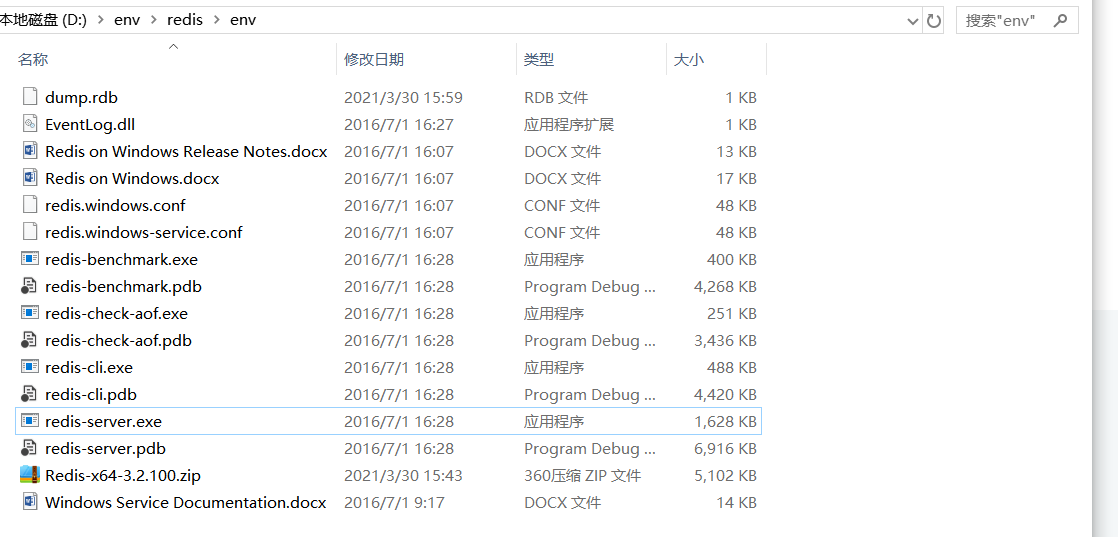 本地磁盘 (D:) > env > redis > env 搜索"env"
名称 修改日期 类型 大小
dump.rdb 2021/3/30 15:59 RDB 文件 1 KB
EventLog.dll 2016/7/1 16:27 应用程序扩展 1 KB
Redis on Windows Release Notes.docx 2016/7/1 16:07 DOCX 文件 13 KB
Redis on Windows.docx 2016/7/1 16:07 DOCX 文件 17 KB
redis.windows.conf 2016/7/1 16:07 CONF 文件 48 KB
redis.windows-service.conf 2016/7/1 16:07 CONF 文件 48 KB
redis-benchmark.exe 2016/7/1 16:28 应用程序 400 KB
redis-benchmark.pdb 2016/7/1 16:28 Program Debug ... 4,268 KB
redis-check-aof.exe 2016/7/1 16:28 应用程序 251 KB
redis-check-aof.pdb 2016/7/1 16:28 Program Debug ... 3,436 KB
redis-cli.exe 2016/7/1 16:28 应用程序 488 KB
redis-cli.pdb 2016/7/1 16:28 Program Debug ... 4,420 KB
redis-server.exe 2016/7/1 16:28 应用程序 1,628 KB
redis-server.pdb 2016/7/1 16:28 Program Debug ... 6,916 KB
Redis-x64-3.2.100.zip 2021/3/30 15:43 360压缩 ZIP 文件 5,102 KB
Windows Service Documentation.docx 2016/7/1 9:17 DOCX 文件 14 KB